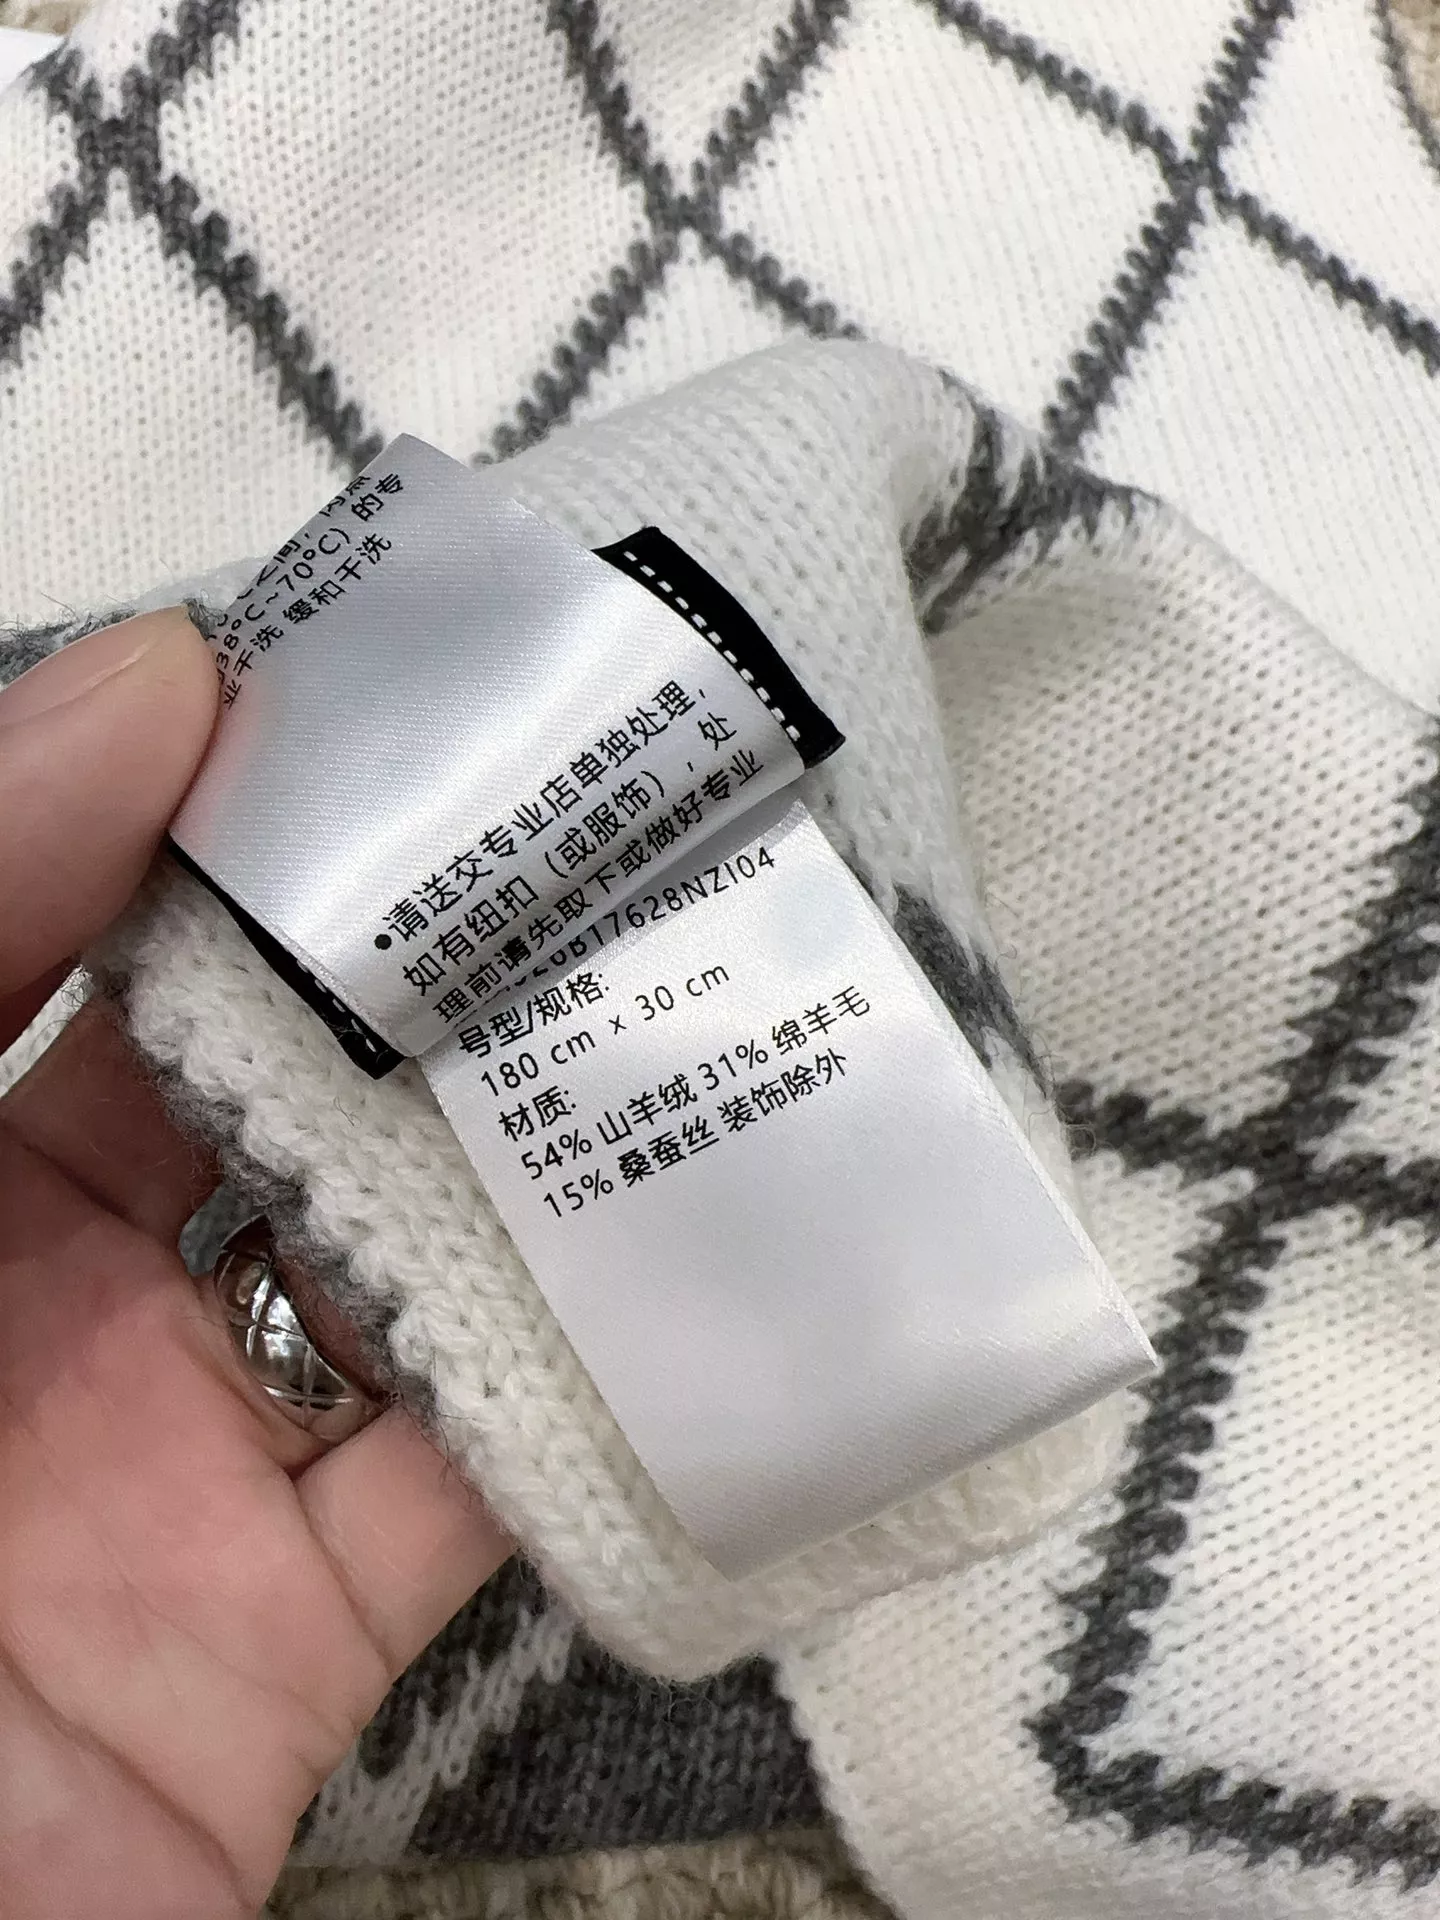 38°C~70°C）的专
业干洗 缓和干洗
•请送交专业店单独处理，
如有纽扣（或服饰），处
理前请先取下或做好专业
号型/规格:
180 cm × 30 cm
材质:
54% 山羊绒 31% 绵羊毛
15% 桑蚕丝 装饰除外